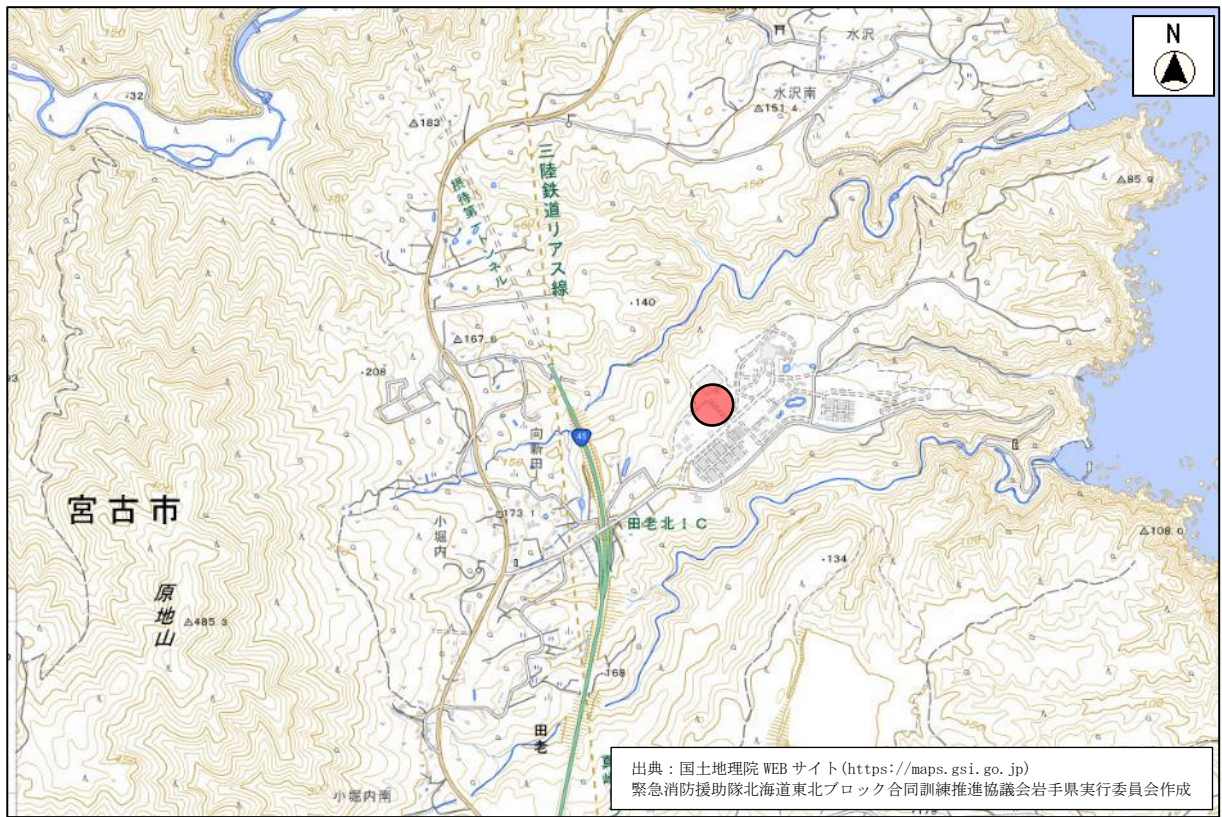 N
水沢
水沢南
△151.4
・32
△183.1
三陸鉄道リアス線
摂待第一トンネル
150
△85.9
・140
△167.6
・208
45
向新田
150
宮古市
小堀内
173.1
田老北IC
△108.0
・134
原地山
△485.3
・168
田老
小堀内南
出典：国土地理院 WEB サイト(https://maps.gsi.go.jp)
緊急消防援助隊北海道東北ブロック合同訓練推進協議会岩手県実行委員会作成